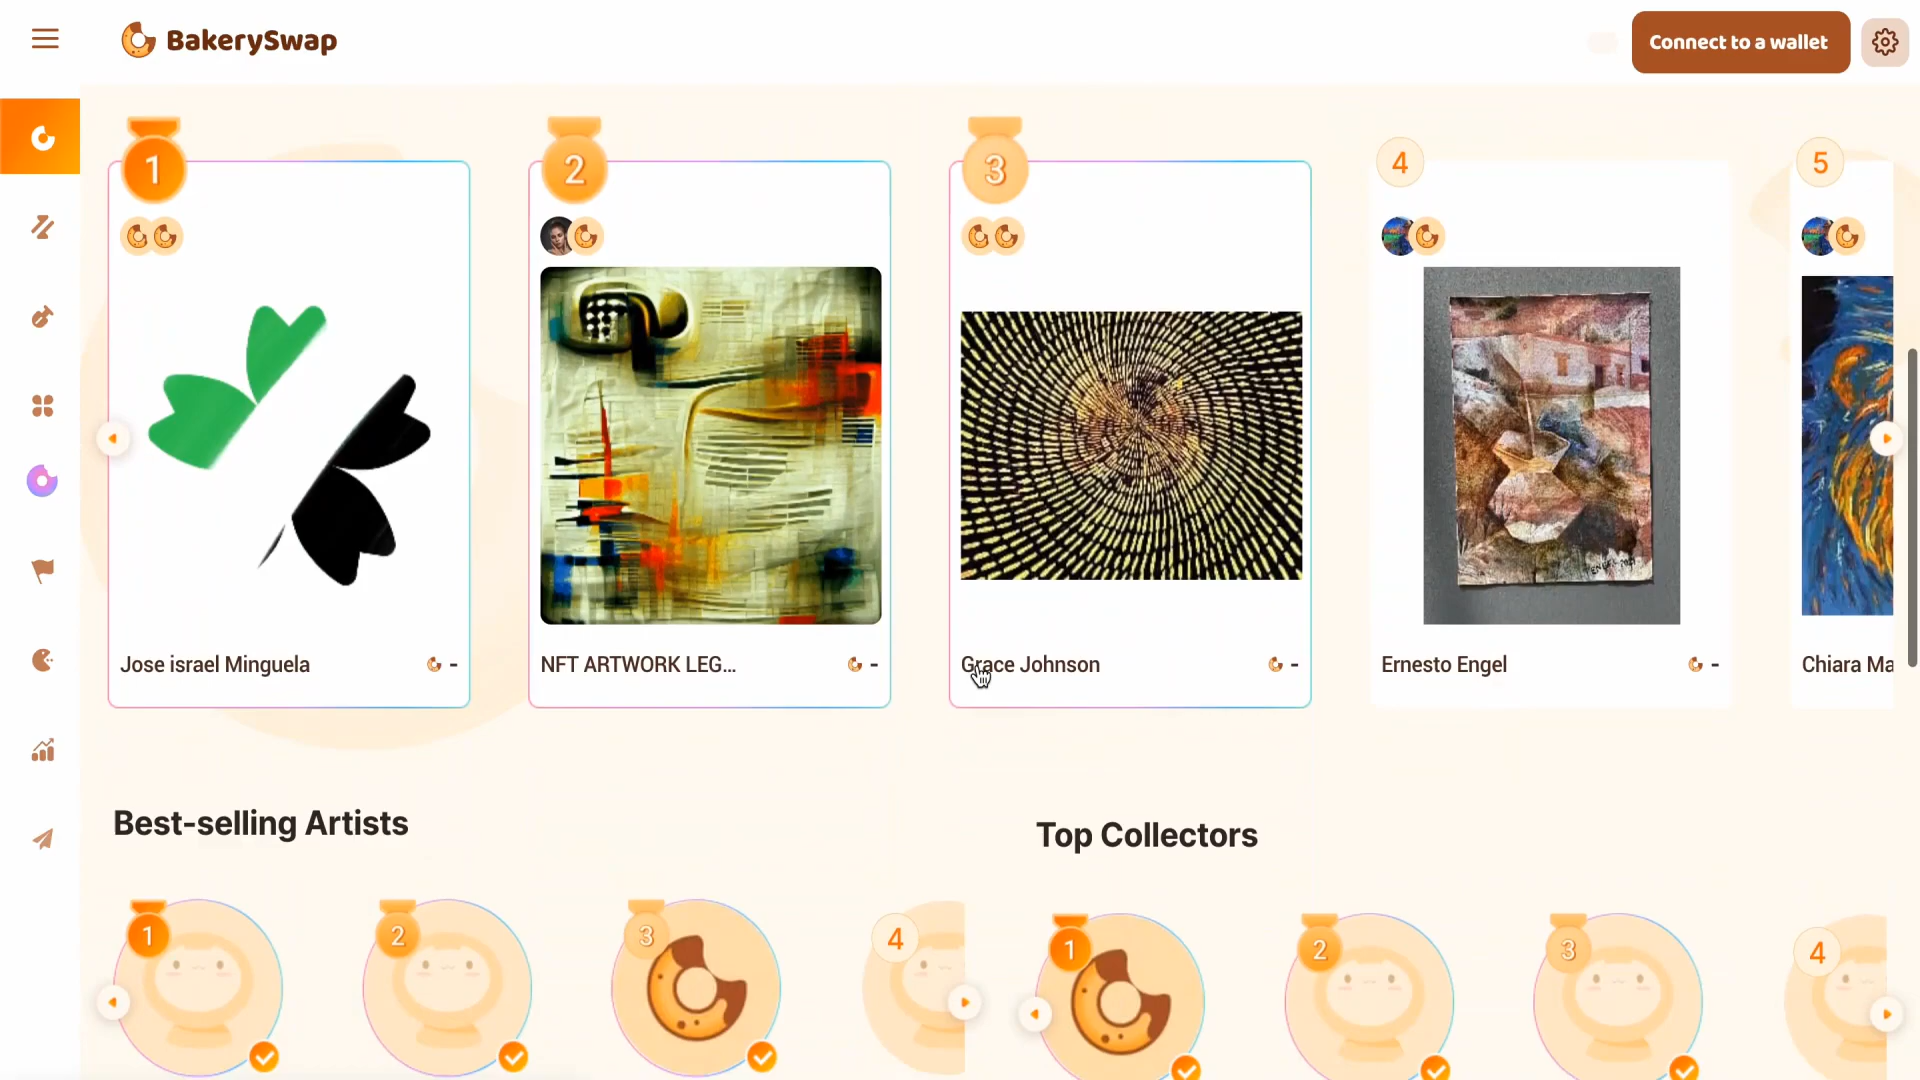 BakerySwap
Connect to a wallet
1
2
3
4
5
Jose israel Minguela
-
NFT ARTWORK LEG...
-
Grace Johnson
-
Ernesto Engel
-
Chiara Ma
Best-selling Artists
Top Collectors
1
2
3
4
1
2
3
4